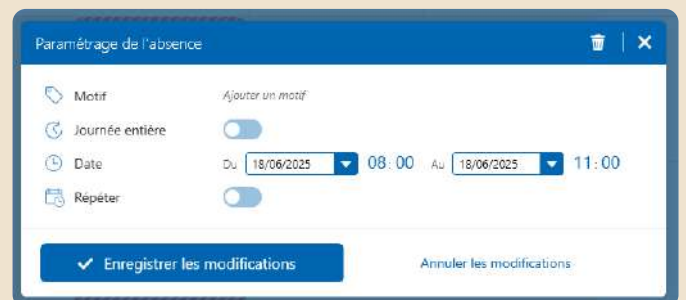 Paramétrage de l'absence
Motif Ajouter un motif
Journée entière
Date Du 18/06/2025 08:00 Au 18/06/2025 11:00
Répéter
Enregistrer les modifications Annuler les modifications